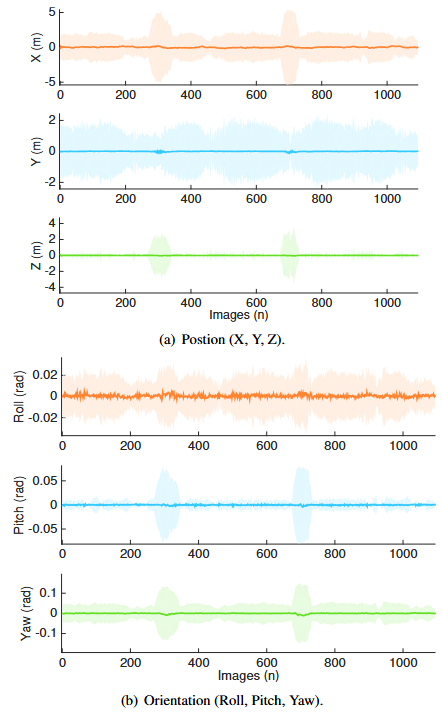 X (m)
5
0
-5
0 200 400 600 800 1000
Y (m)
2
0
-2
0 200 400 600 800 1000
Z (m)
4
2
0
-2
-4
0 200 400 600 800 1000
Images (n)
(a) Postion (X, Y, Z).
Roll (rad)
0.02
0
-0.02
0 200 400 600 800 1000
Pitch (rad)
0.05
0
-0.05
0 200 400 600 800 1000
Yaw (rad)
0.1
0
-0.1
0 200 400 600 800 1000
Images (n)
(b) Orientation (Roll, Pitch, Yaw).